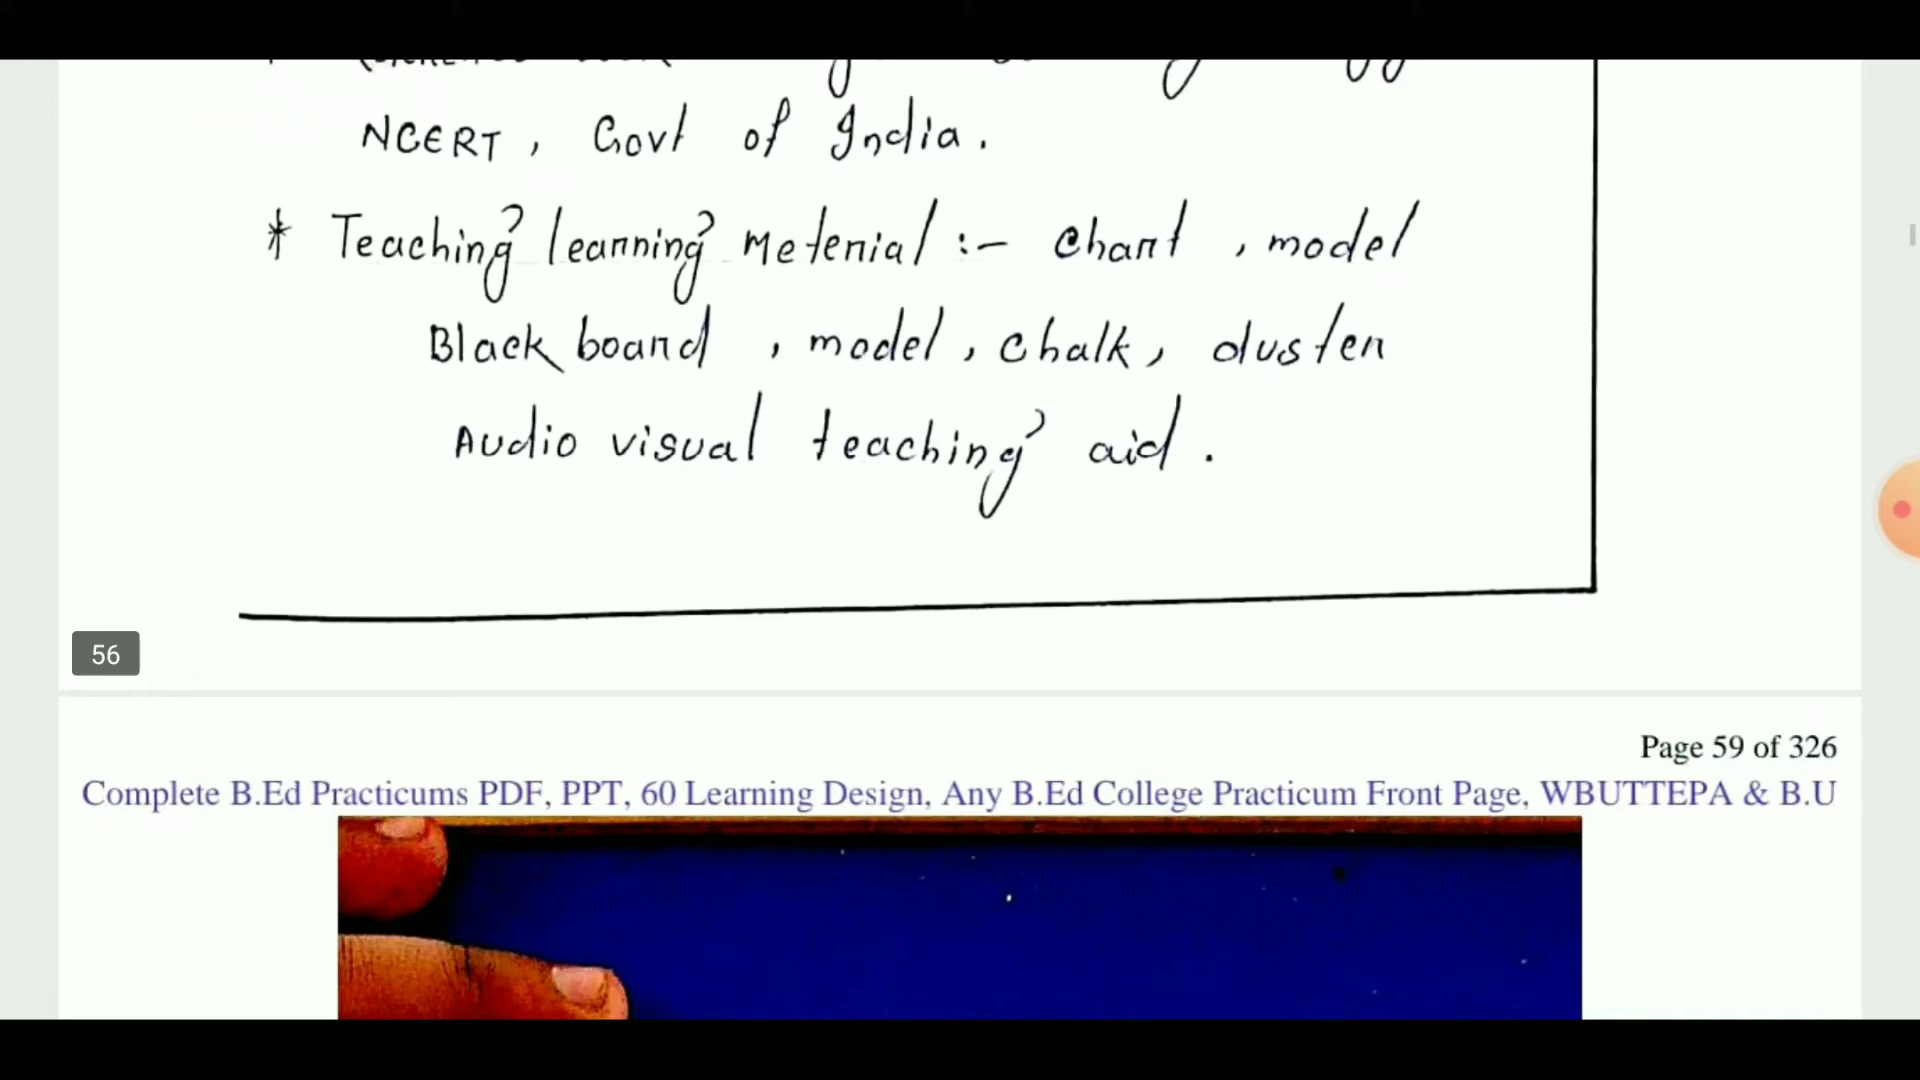 NCERT, Govt of India.
* Teaching learning Meterial :- chart, model
Black board, model, chalk, duster
Audio visual teaching aid.
56
Page 59 of 326
Complete B.Ed Practicums PDF, PPT, 60 Learning Design, Any B.Ed College Practicum Front Page, WBUTTEPA & B.U